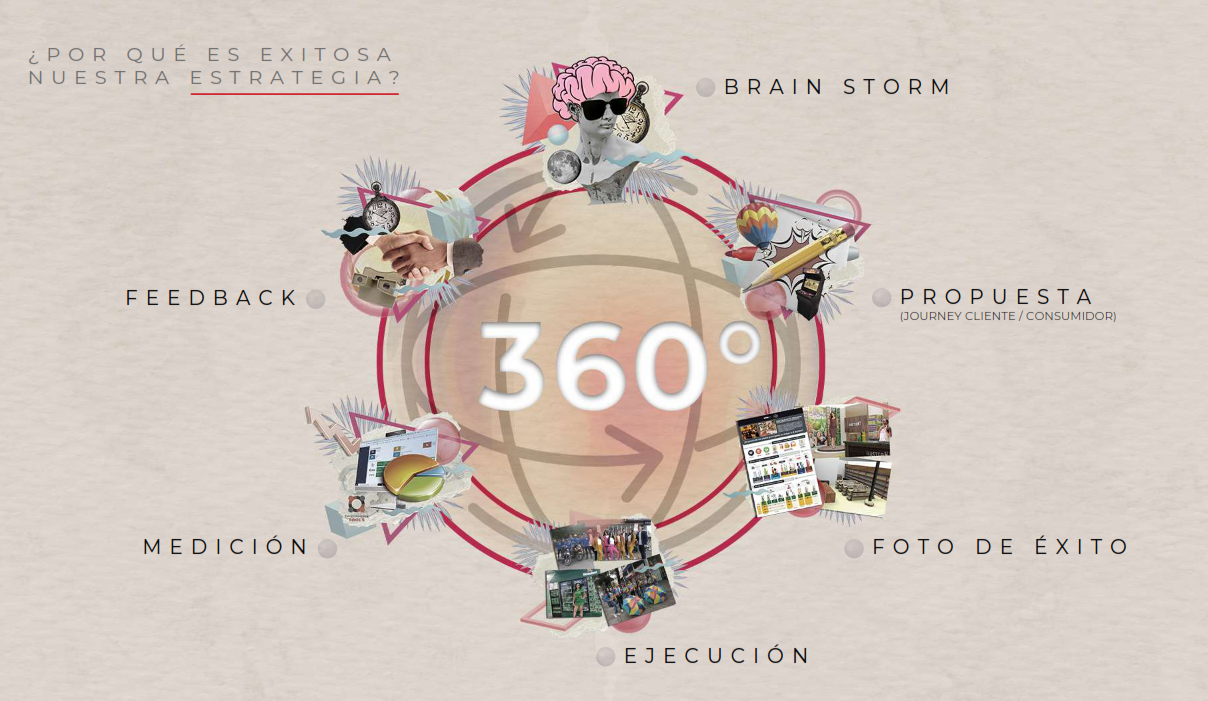 ¿POR QUÉ ES EXITOSA
NUESTRA ESTRATEGIA?
BRAIN STORM
FEEDBACK
PROPUESTA
(JOURNEY CLIENTE / CONSUMIDOR)
360°
MEDICIÓN
FOTO DE ÉXITO
EJECUCIÓN